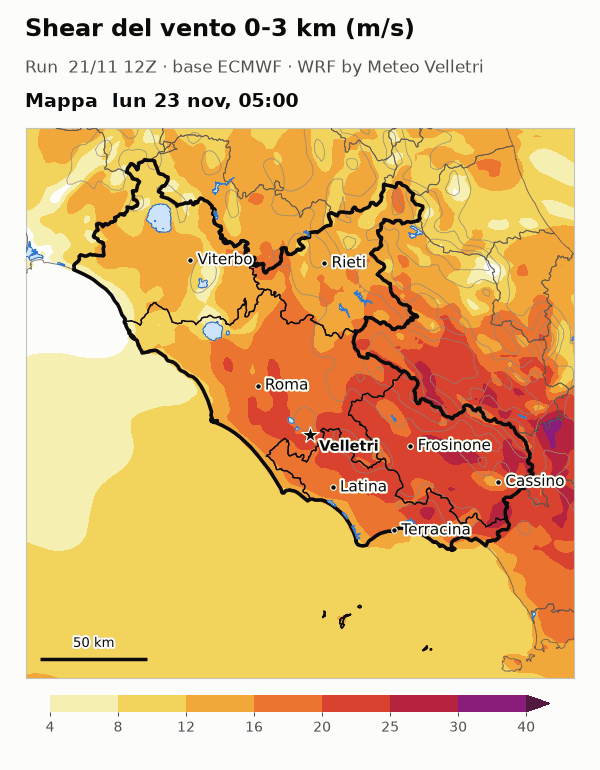 Shear del vento 0-3 km (m/s)
Run  21/11 12Z · base ECMWF · WRF by Meteo Velletri
Mappa  lun 23 nov, 05:00
Viterbo
Rieti
Roma
Velletri
Frosinone
Cassino
Latina
Terracina
50 km
4 8 12 16 20 25 30 40